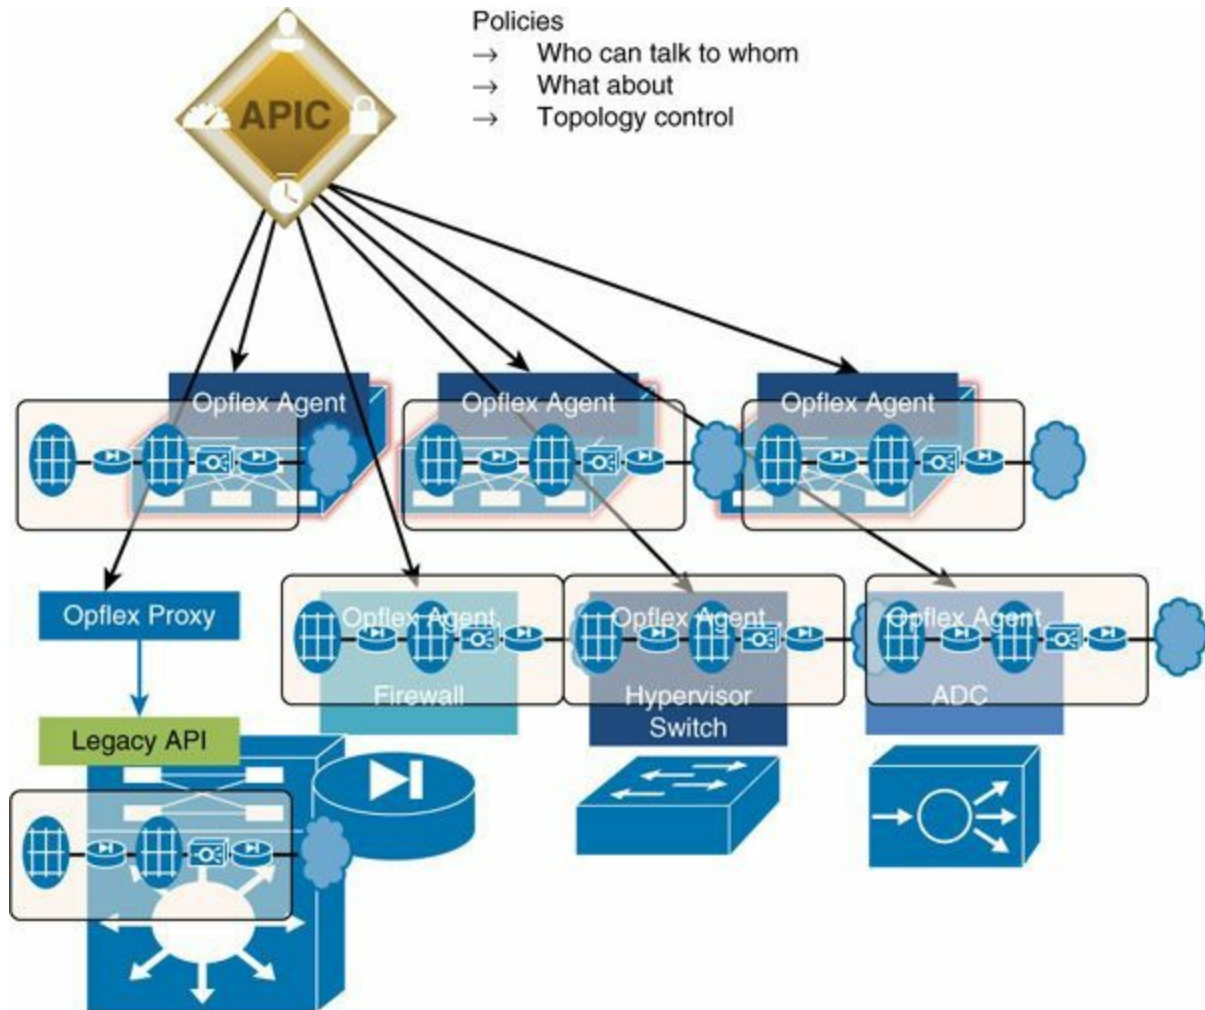 Policies
→ Who can talk to whom
→ What about
→ Topology control
APIC
Opflex Agent
Opflex Agent
Opflex Agent
Opflex Proxy
Opflex Agent
Opflex Agent
Opflex Agent
Firewall
Hypervisor
Switch
ADC
Legacy API